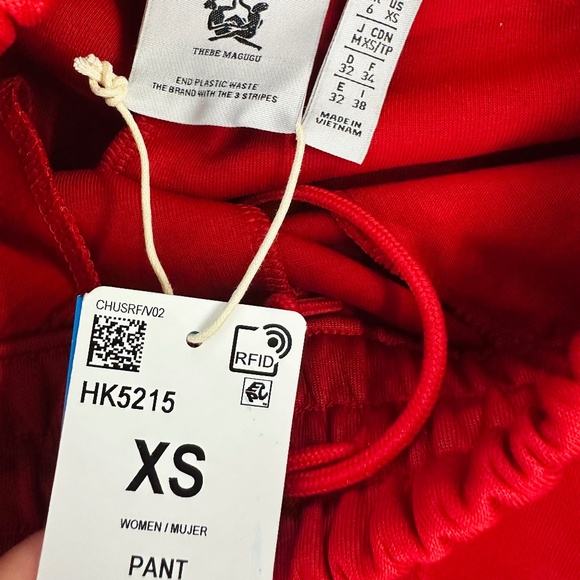 THEBE MAGUGU
END PLASTIC WASTE
THE BRAND WITH THE 3 STRIPES
US
6 XS
J CDN
M XS/TP
D F
32 34
E I
32 38
MADE IN
VIETNAM
CHUSRF/V02
RFID
HK5215
XS
WOMEN / MUJER
PANT